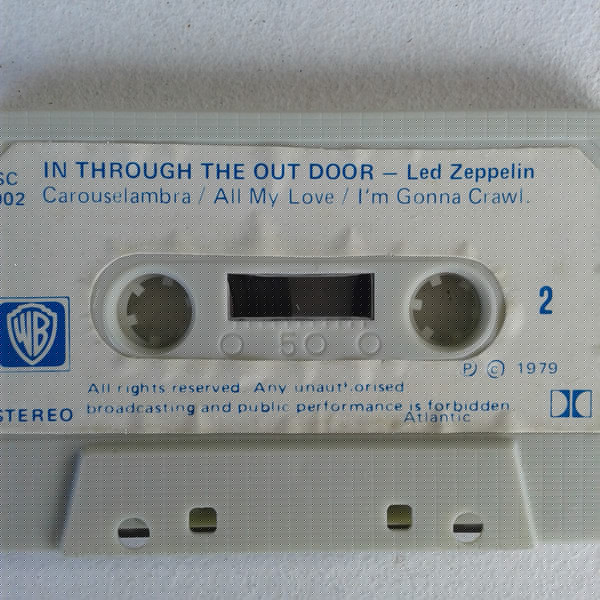 IN THROUGH THE OUT DOOR – Led Zeppelin
SC
002 Carouselambra / All My Love / I'm Gonna Crawl.
WB
2
50
℗ © 1979
All rights reserved. Any unauthorised
STEREO broadcasting and public performance is forbidden.
Atlantic